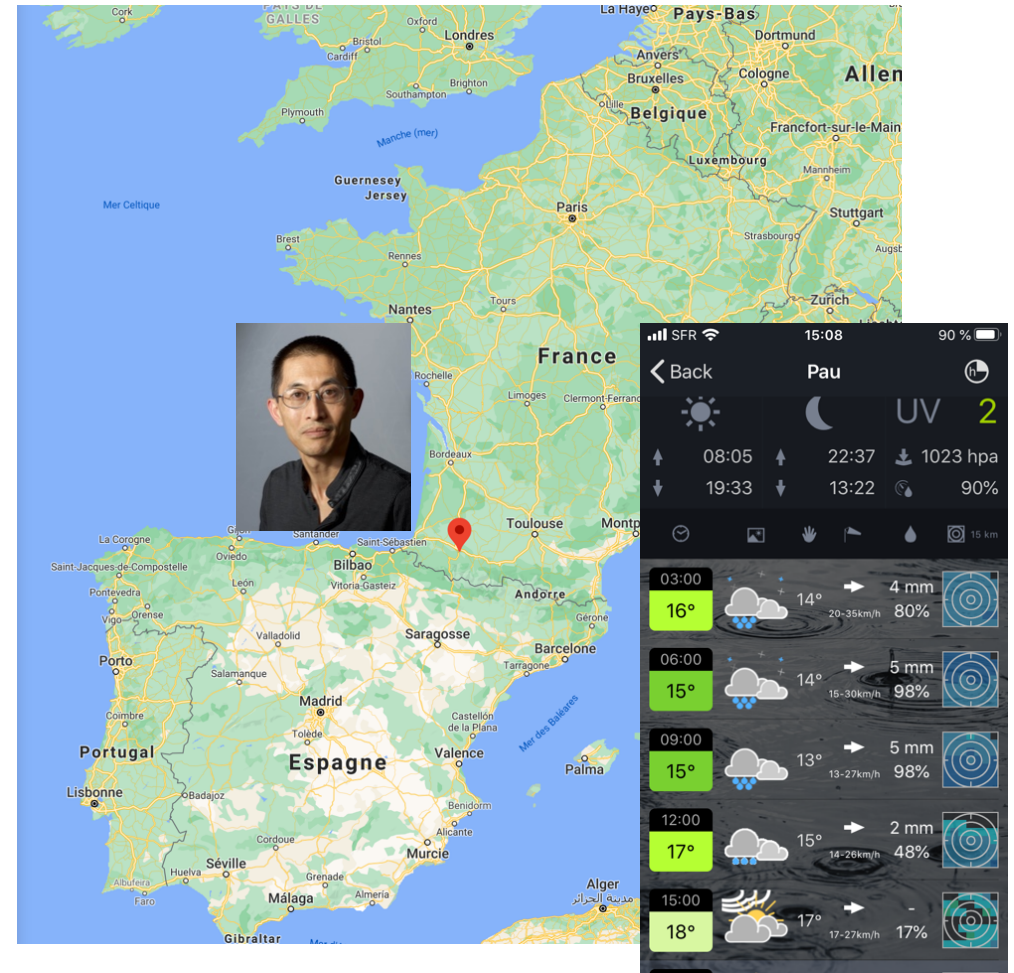 Cork
PAYS DE
GALLES
Oxford
Londres
Bristol
Cardiff
Brighton
Southampton
Plymouth
La Haye
Pays-Bas
Dortmund
Anvers
Bruxelles
Cologne
Allen
Lille
Belgique
Francfort-sur-le-Main
Manche (mer)
Luxembourg
Mannheim
Guernesey
Jersey
Mer Celtique
Paris
Stuttgart
Strasbourg
Augsb
Brest
Rennes
Nantes
Tours
Zurich
France
Rochelle
Limoges
Clermont-Ferrand
Bordeaux
Toulouse
Montp
La Corogne
Santander
Saint-Sébastien
Oviedo
Bilbao
Saint-Jacques-de-Compostelle
Vitoria-Gasteiz
León
Andorre
Pontevedra
Orense
Vigo
Gérone
Valladolid
Saragosse
Barcelone
Porto
Tarragone
Salamanque
Madrid
Coimbre
Castellón
de la Plana
Mer des Baléares
Tolède
Portugal
Espagne
Valence
Palma
Lisbonne
Badajoz
Benidorm
Alicante
Cordoue
Murcie
Séville
Huelva
Grenade
Albufera
Faro
Málaga
Almería
Alger
مدينة الجزائر
Gibraltar
SFR 15:08 90 %
Back Pau h
UV 2
08:05 22:37 1023 hpa
19:33 13:22 90%
15 km
03:00 16° 14° 20-35km/h 4 mm 80%
06:00 15° 14° 15-30km/h 5 mm 98%
09:00 15° 13° 13-27km/h 5 mm 98%
12:00 17° 15° 14-26km/h 2 mm 48%
15:00 18° 17° 17-27km/h - 17%